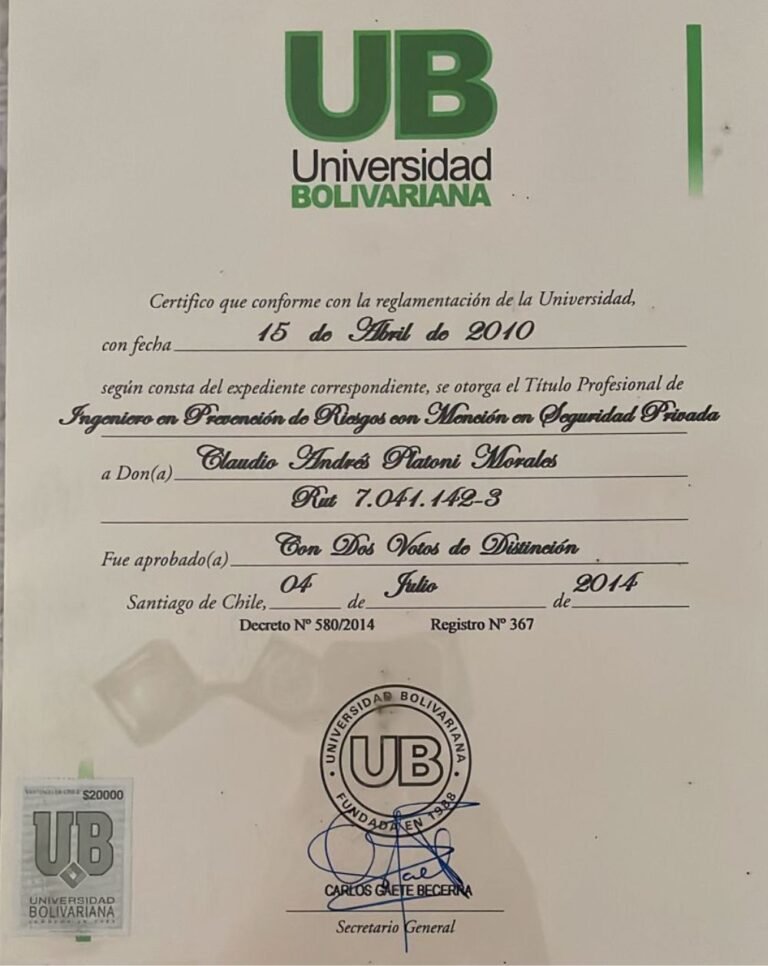 UB
Universidad
BOLIVARIANA
Certifico que conforme con la reglamentación de la Universidad,
con fecha 15 de Abril de 2010
según consta del expediente correspondiente, se otorga el Título Profesional de
Ingeniero en Prevención de Riesgos con Mención en Seguridad Privada
a Don(a) Claudio Andrés Platoni Morales
Rut 7.041.142-3
Fue aprobado(a) Con Dos Votos de Distinción
Santiago de Chile, 04 de Julio de 2014
Decreto Nº 580/2014 Registro Nº 367
UNIVERSIDAD BOLIVARIANA
UB
FUNDADA EN 1988
CARLOS GAETE BECERRA
Secretario General
$20000
UB
UNIVERSIDAD
BOLIVARIANA